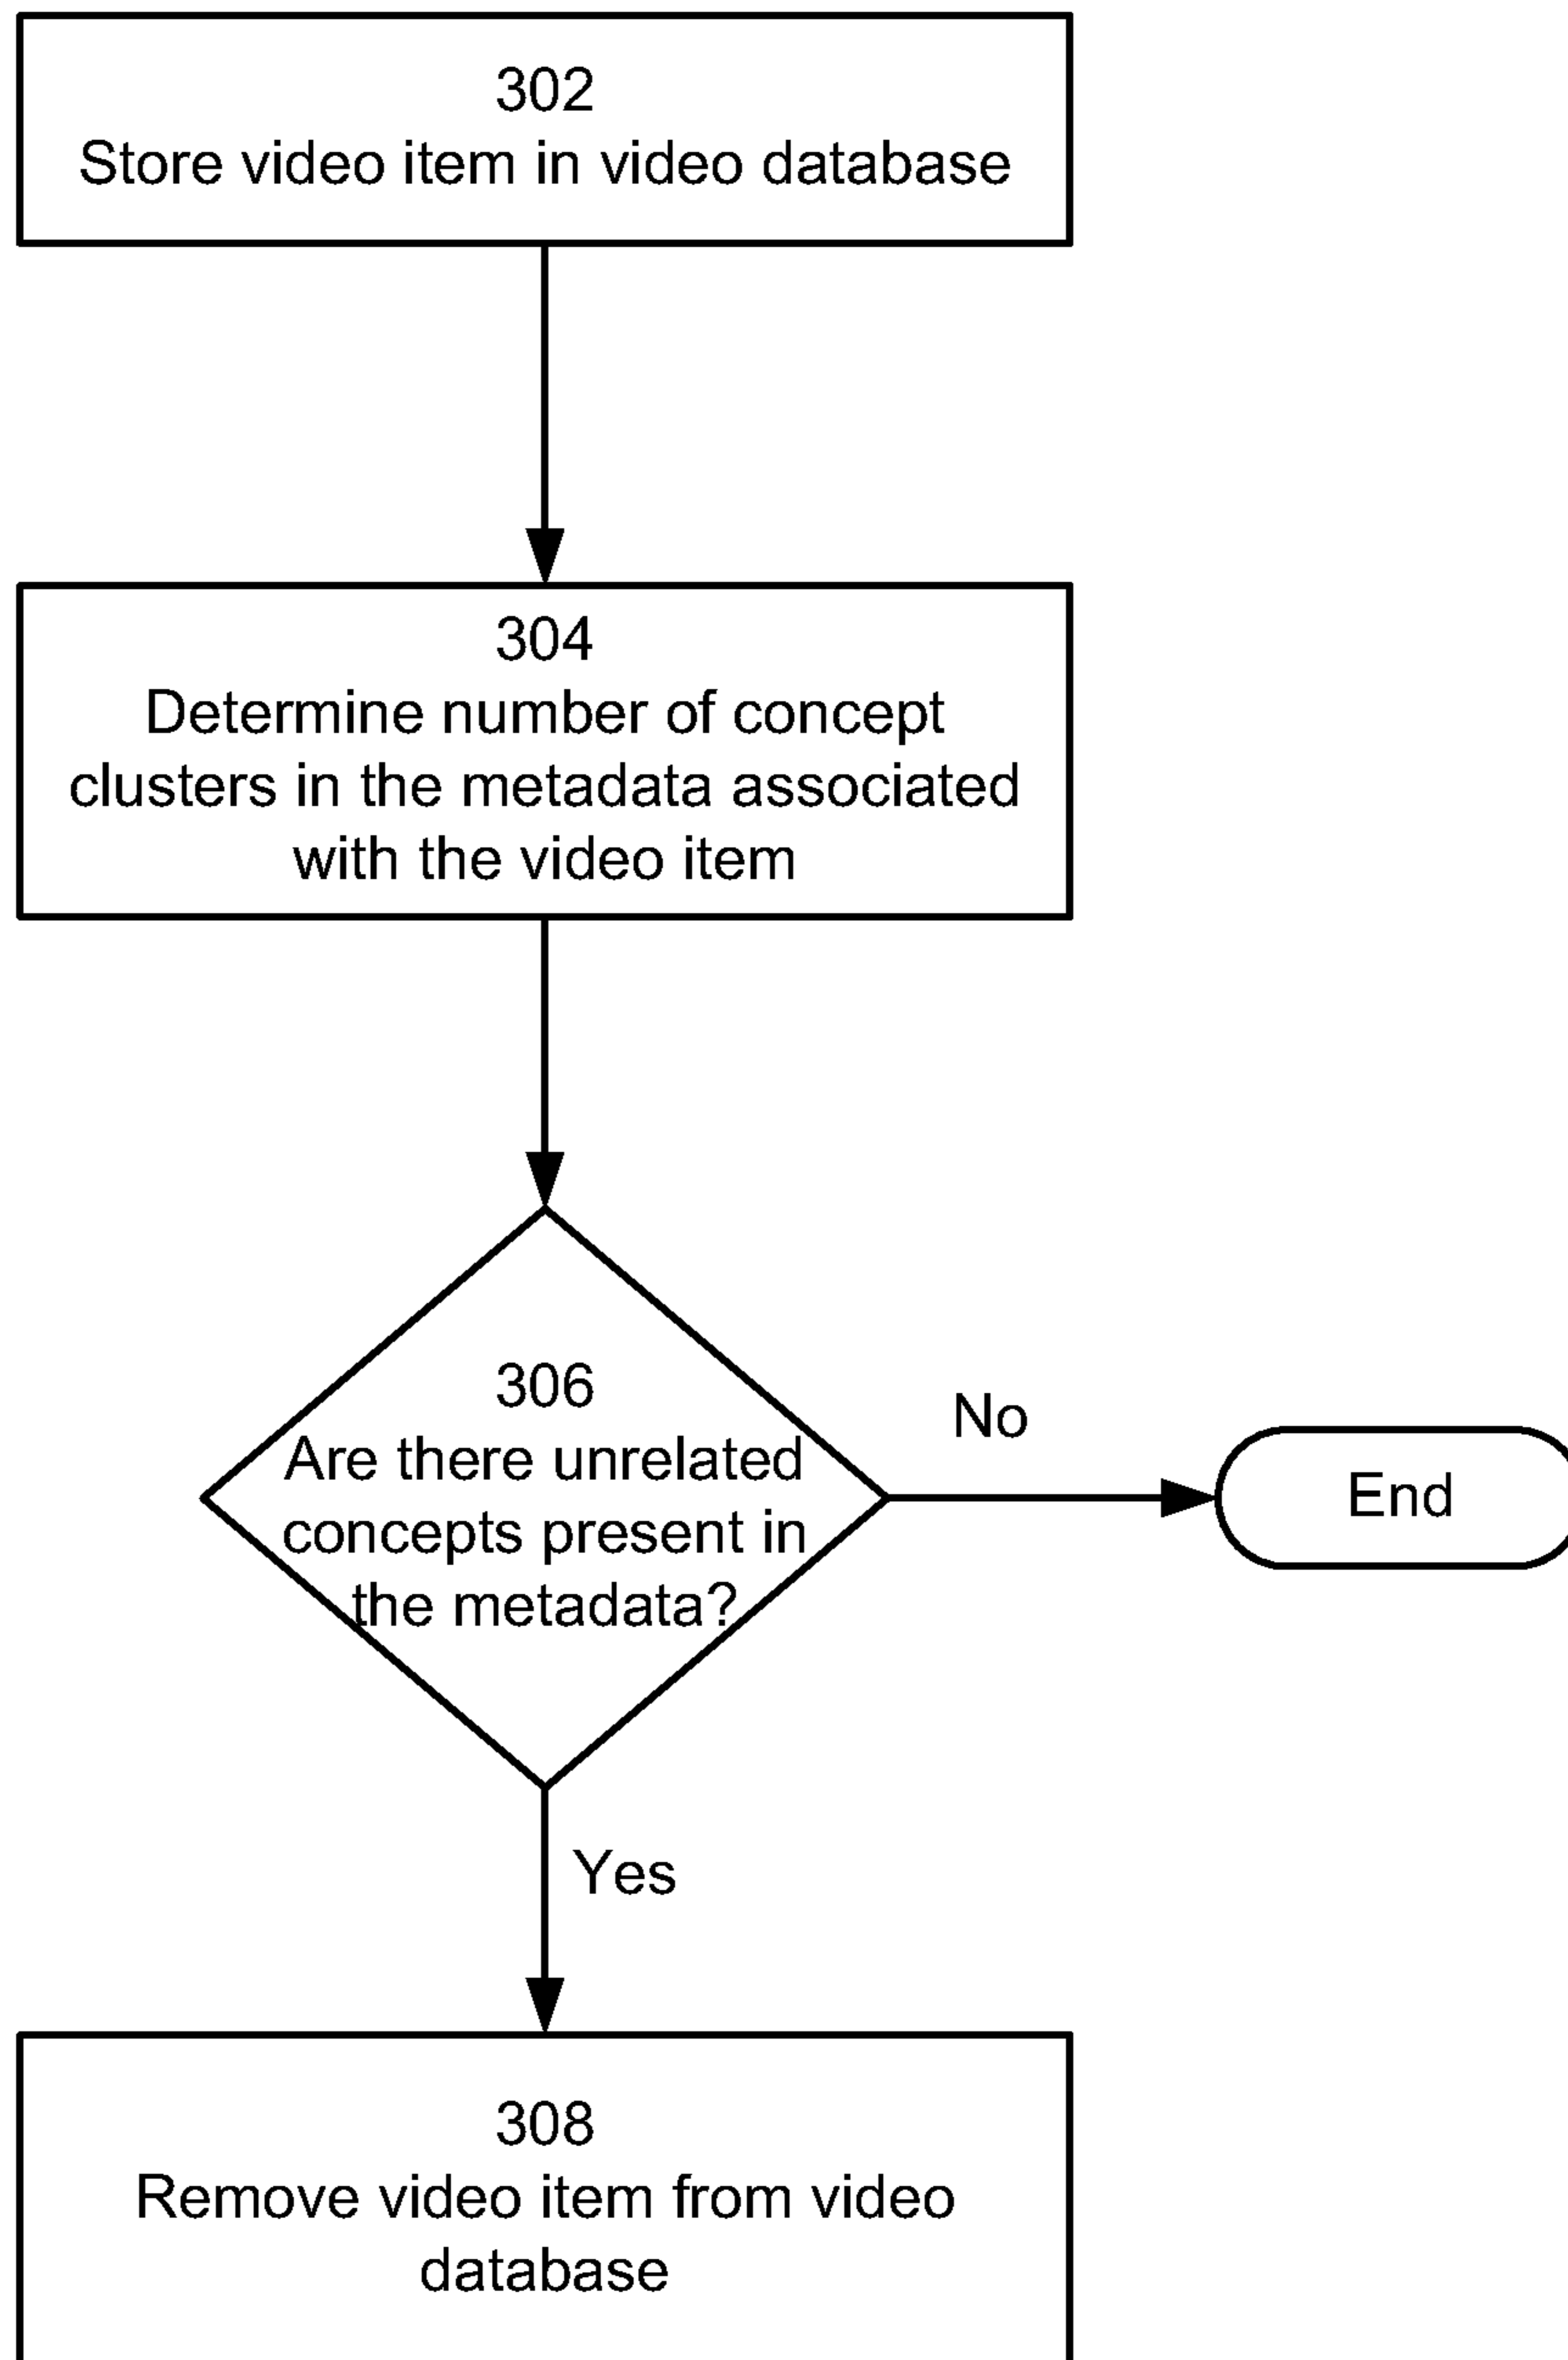 302
Store video item in video database
304
Determine number of concept
clusters in the metadata associated
with the video item
306
Are there unrelated
concepts present in
the metadata?
No
End
Yes
308
Remove video item from video
database